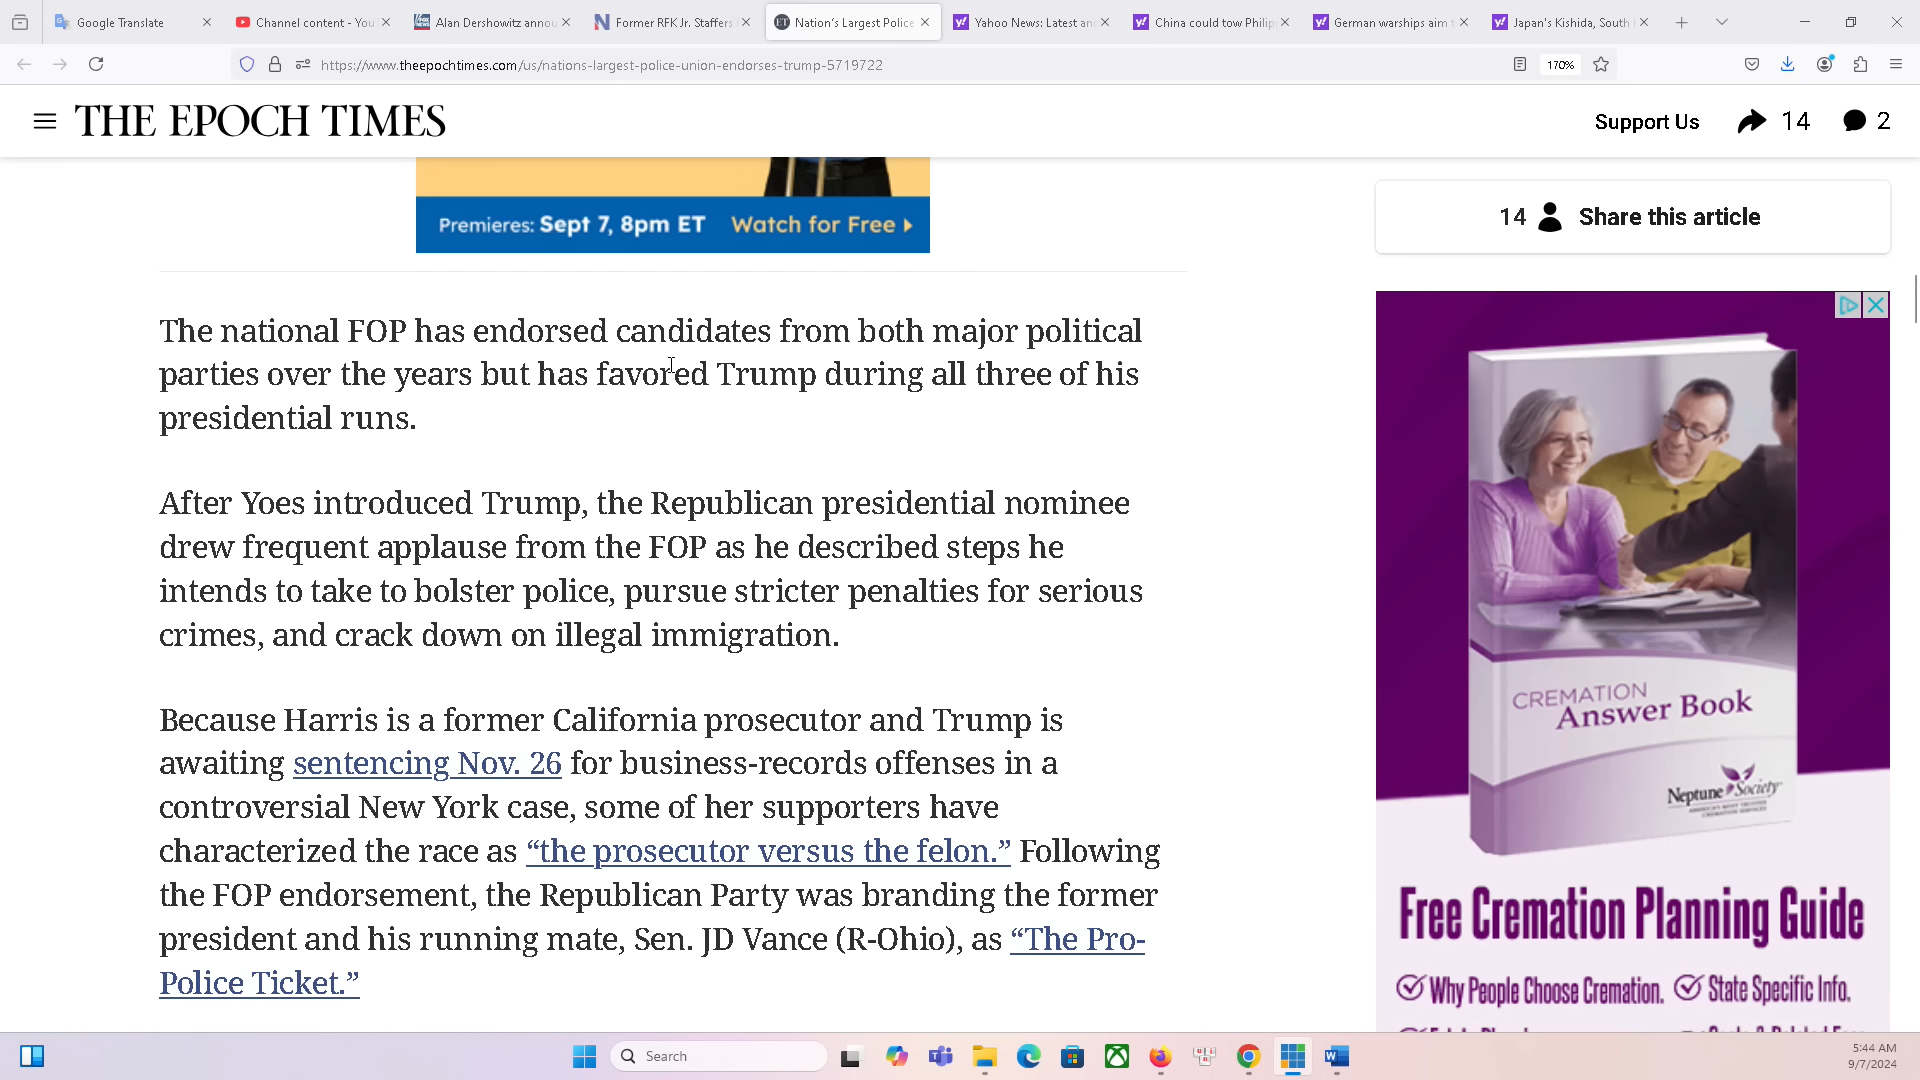 Google Translate
Channel content - You
Alan Dershowitz annou
Former RFK Jr. Staffers
Nation's Largest Police
Yahoo News: Latest an
China could tow Philip
German warships aim t
Japan's Kishida, South
https://www.theepochtimes.com/us/nations-largest-police-union-endorses-trump-5719722
170%
THE EPOCH TIMES
Support Us
14
2
Premieres: Sept 7, 8pm ET
Watch for Free
14 Share this article
The national FOP has endorsed candidates from both major political
parties over the years but has favored Trump during all three of his
presidential runs.
After Yoes introduced Trump, the Republican presidential nominee
drew frequent applause from the FOP as he described steps he
intends to take to bolster police, pursue stricter penalties for serious
crimes, and crack down on illegal immigration.
Because Harris is a former California prosecutor and Trump is
awaiting sentencing Nov. 26 for business-records offenses in a
controversial New York case, some of her supporters have
characterized the race as “the prosecutor versus the felon.” Following
the FOP endorsement, the Republican Party was branding the former
president and his running mate, Sen. JD Vance (R-Ohio), as “The Pro-
Police Ticket.”
CREMATION
Answer Book
Neptune Society
Free Cremation Planning Guide
Why People Choose Cremation.
State Specific Info.
Search
5:44 AM
9/7/2024